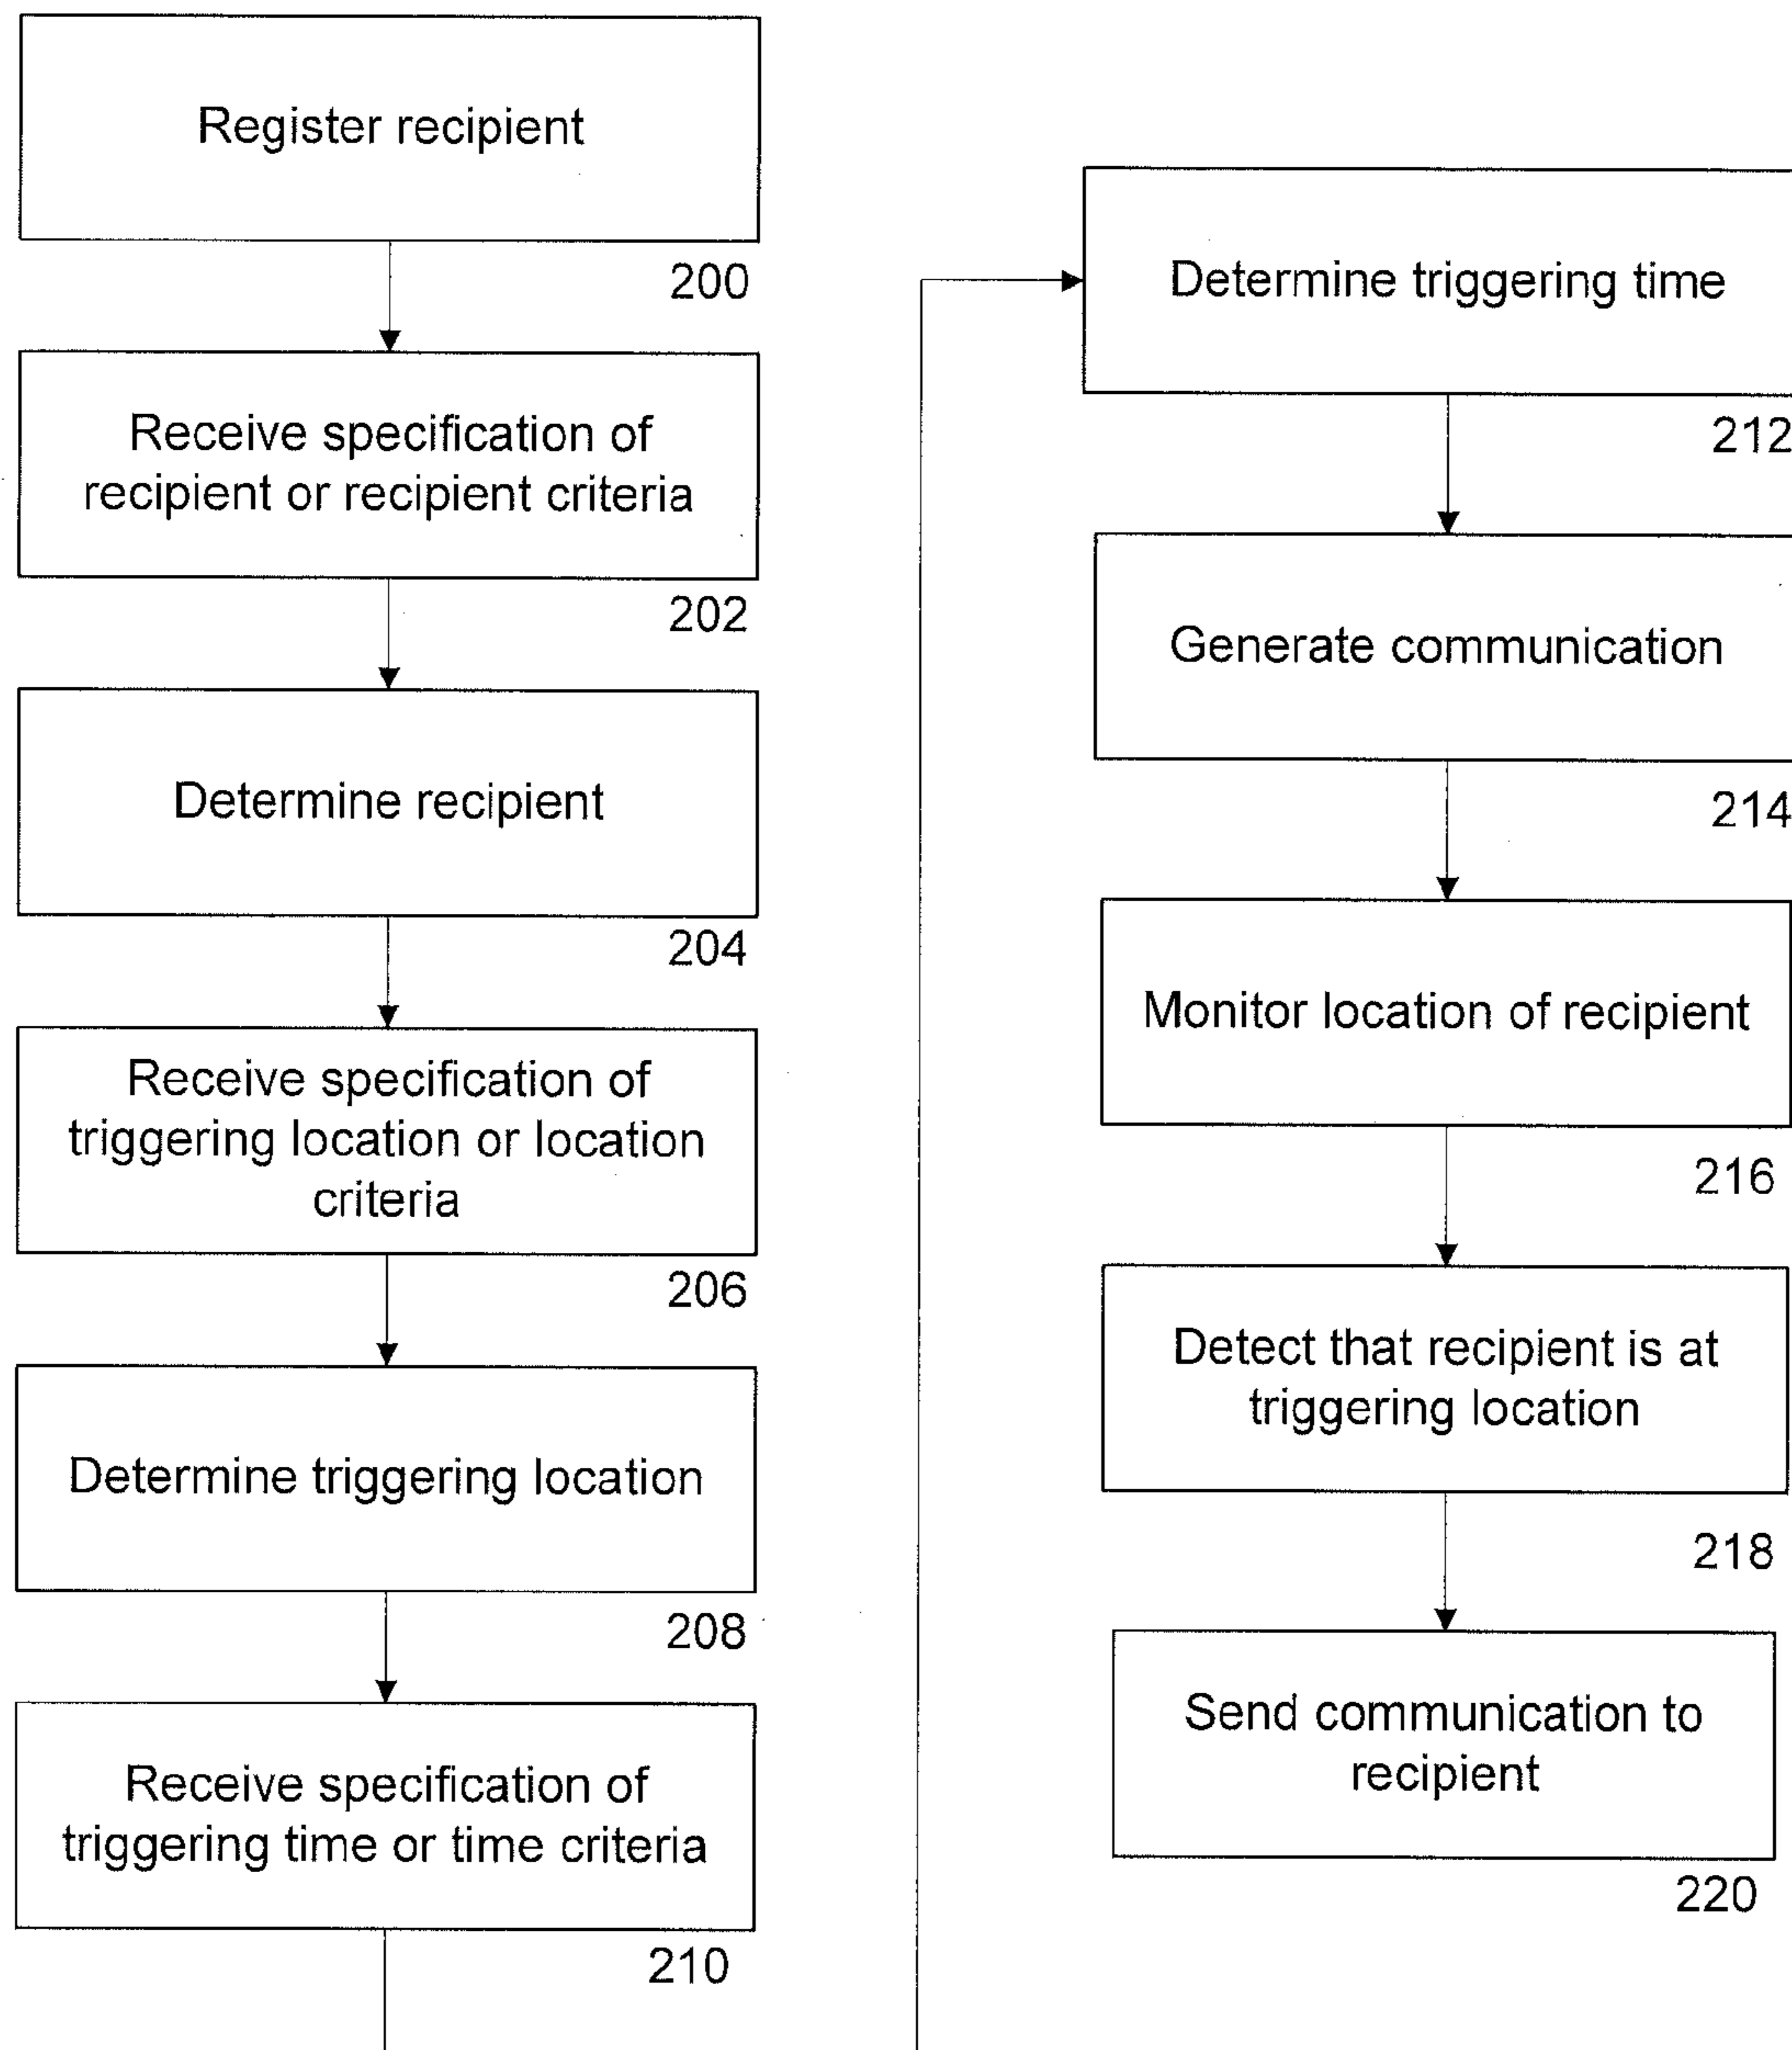 Register recipient
200
Receive specification of
recipient or recipient criteria
202
Determine recipient
204
Receive specification of
triggering location or location
criteria
206
Determine triggering location
208
Receive specification of
triggering time or time criteria
210
Determine triggering time
212
Generate communication
214
Monitor location of recipient
216
Detect that recipient is at
triggering location
218
Send communication to
recipient
220